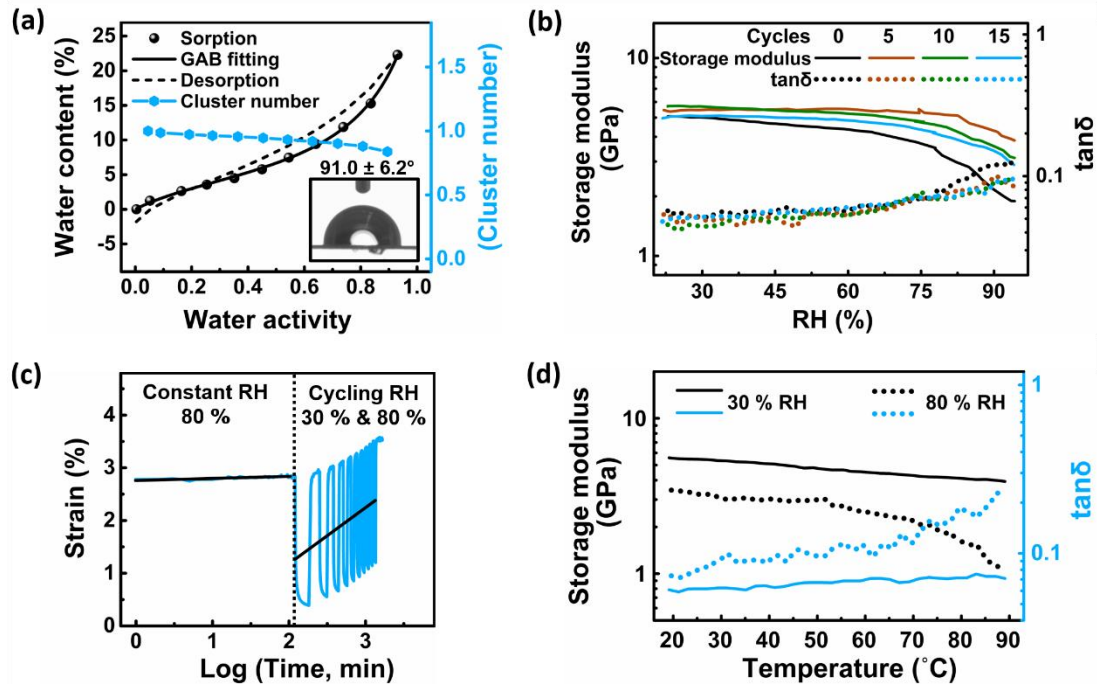 (a)
Water content (%)
25
20
15
10
5
0
-5
Sorption
GAB fitting
Desorption
Cluster number
91.0 ± 6.2°
1.5
1.0
0.5
0.0
(Cluster number)
0.0 0.2 0.4 0.6 0.8 1.0
Water activity
(b)
Storage modulus
(GPa)
10
1
Cycles 0 5 10 15
Storage modulus
tanδ
1
0.1
tanδ
30 45 60 75 90
RH (%)
(c)
Strain (%)
4
3
2
1
0
Constant RH
80 %
Cycling RH
30 % & 80 %
0 1 2 3
Log (Time, min)
(d)
Storage modulus
(GPa)
10
1
30 % RH
80 % RH
1
0.1
tanδ
20 30 40 50 60 70 80 90
Temperature (˚C)